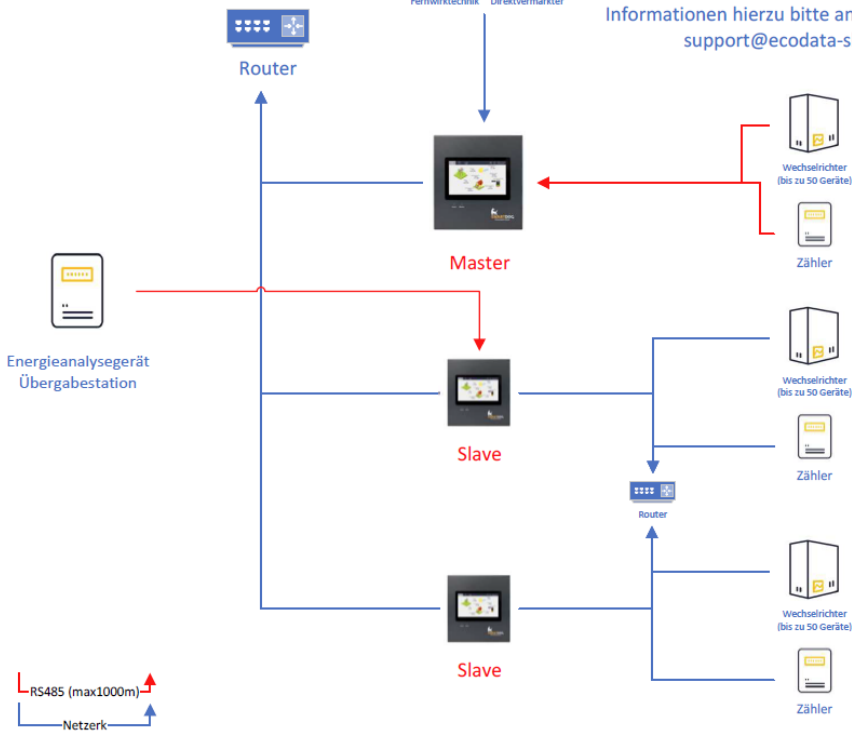 Fernwirktechnik Direktvermarkter
Informationen hierzu bitte an
support@ecodata-s
Router
Wechselrichter
(bis zu 50 Geräte)
Master
Zähler
Energieanalysegerät
Übergabestation
Wechselrichter
(bis zu 50 Geräte)
Slave
Zähler
Router
Wechselrichter
(bis zu 50 Geräte)
Slave
Zähler
RS485 (max1000m)
Netzerk